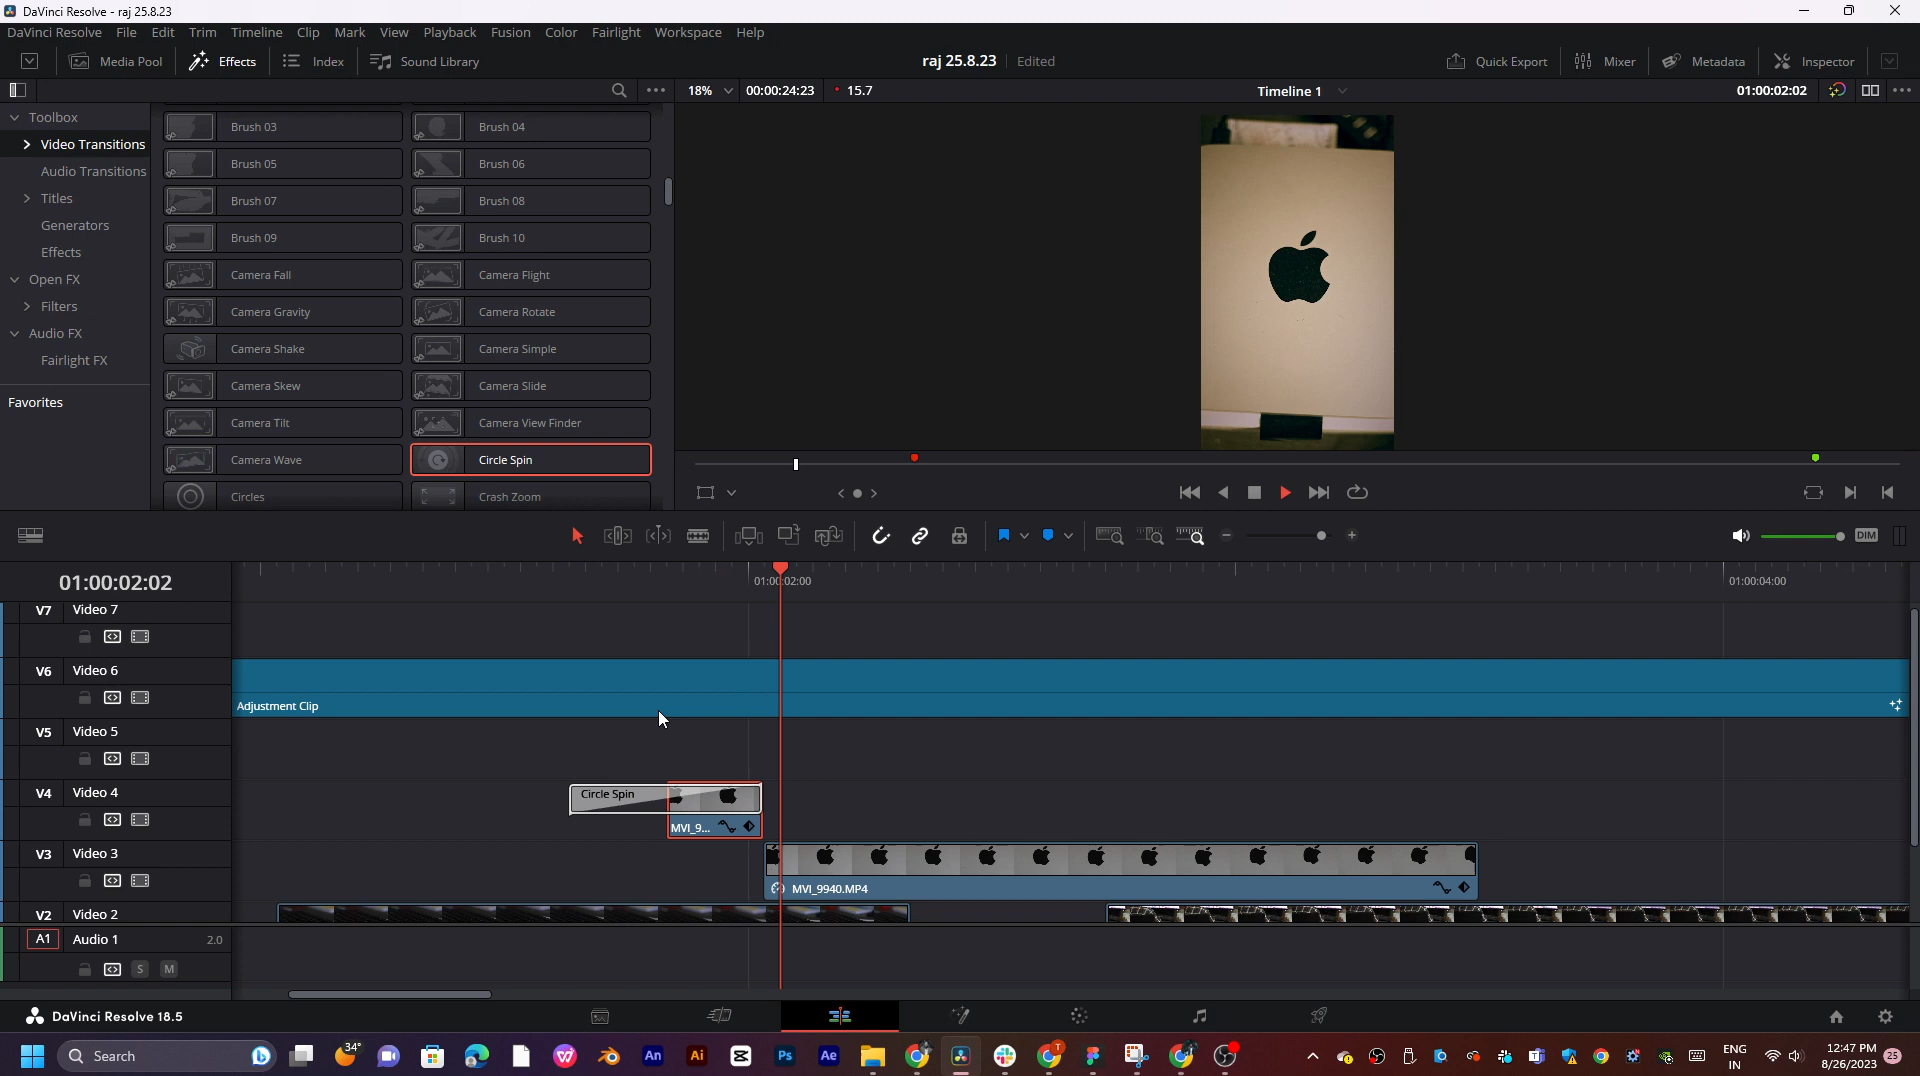 DaVinci Resolve - raj 25.8.23
DaVinci Resolve File Edit Trim Timeline Clip Mark View Playback Fusion Color Fairlight Workspace Help
Media Pool Effects Index Sound Library raj 25.8.23 Edited Quick Export Mixer Metadata Inspector
18% 00:00:24:23 15.7 Timeline 1 01:00:02:02
Toolbox
Video Transitions
Audio Transitions
Titles
Generators
Effects
Open FX
Filters
Audio FX
Fairlight FX
Favorites
Brush 03 Brush 04
Brush 05 Brush 06
Brush 07 Brush 08
Brush 09 Brush 10
Camera Fall Camera Flight
Camera Gravity Camera Rotate
Camera Shake Camera Simple
Camera Skew Camera Slide
Camera Tilt Camera View Finder
Camera Wave Circle Spin
Circles Crash Zoom
DIM
01:00:02:02 01:00:02:00 01:00:04:00
V7 Video 7
V6 Video 6
Adjustment Clip
V5 Video 5
V4 Video 4
Circle Spin
MVI_9...
V3 Video 3
MVI_9940.MP4
V2 Video 2
A1 Audio 1 2.0
S M
DaVinci Resolve 18.5
Search 34° An Ai Ps Ae T ENG
IN 12:47 PM
8/26/2023 25